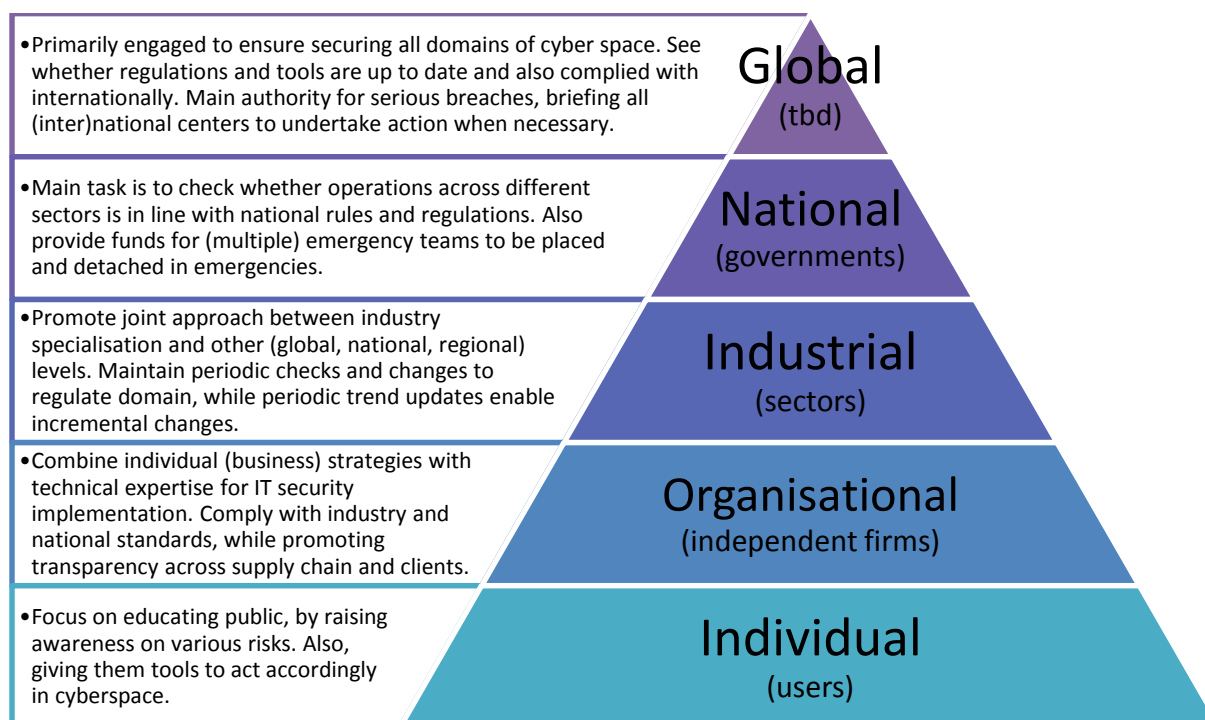 •Primarily engaged to ensure securing all domains of cyber space. See
whether regulations and tools are up to date and also complied with
internationally. Main authority for serious breaches, briefing all
(inter)national centers to undertake action when necessary.
Global
(tbd)
•Main task is to check whether operations across different
sectors is in line with national rules and regulations. Also
provide funds for (multiple) emergency teams to be placed
and detached in emergencies.
National
(governments)
•Promote joint approach between industry
specialisation and other (global, national, regional)
levels. Maintain periodic checks and changes to
regulate domain, while periodic trend updates enable
incremental changes.
Industrial
(sectors)
•Combine individual (business) strategies with
technical expertise for IT security
implementation. Comply with industry and
national standards, while promoting
transparency across supply chain and clients.
Organisational
(independent firms)
•Focus on educating public, by raising
awareness on various risks. Also,
giving them tools to act accordingly
in cyberspace.
Individual
(users)